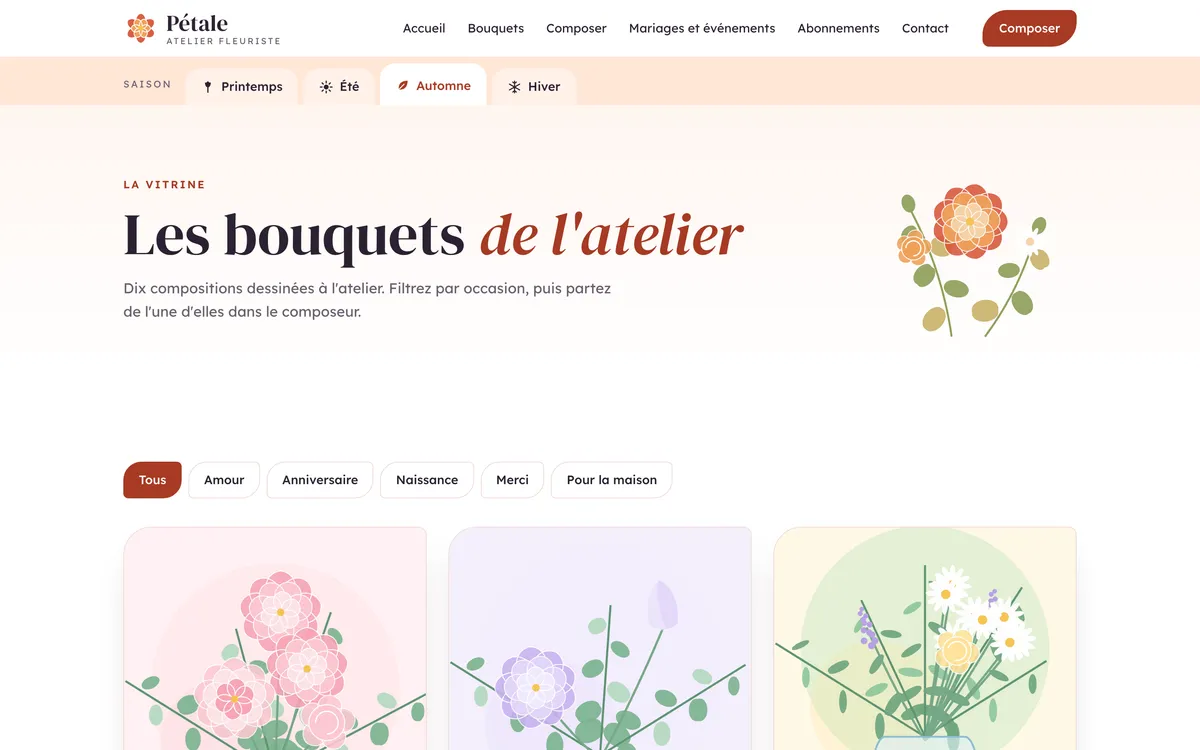 Pétale
ATELIER FLEURISTE
Accueil
Bouquets
Composer
Mariages et événements
Abonnements
Contact
Composer
SAISON
Printemps
Été
Automne
Hiver
LA VITRINE
Les bouquets de l'atelier
Dix compositions dessinées à l'atelier. Filtrez par occasion, puis partez
de l'une d'elles dans le composeur.
Tous
Amour
Anniversaire
Naissance
Merci
Pour la maison